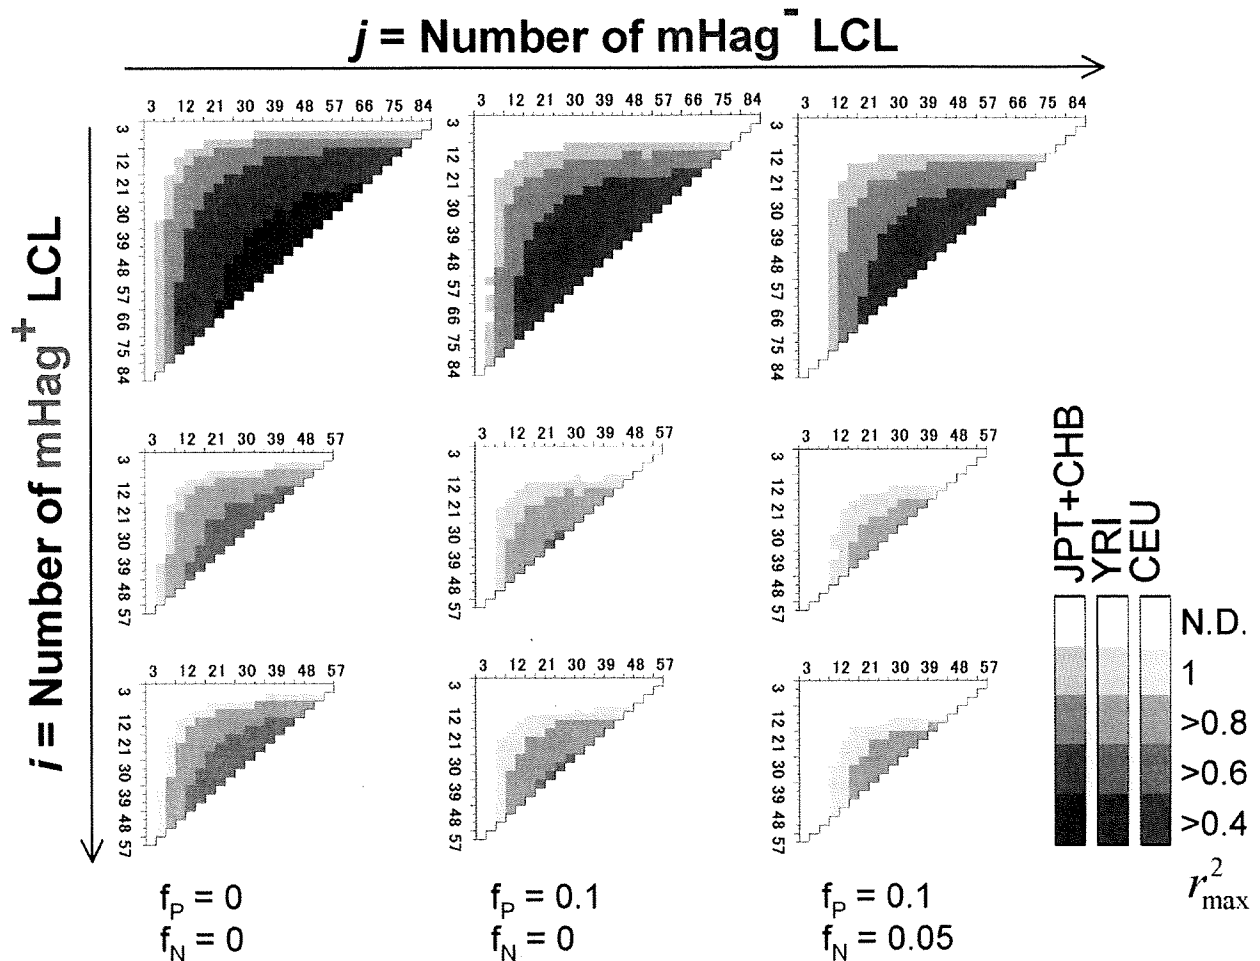 j = Number of mHag⁻ LCL
i = Number of mHag⁺ LCL
3 12 21 30 39 48 57 66 75 84
3 12 21 30 39 48 57 66 75 84
3 12 21 30 39 48 57 66 75 84
3 12 21 30 39 48 57 66 75 84
3 12 21 30 39 48 57 66 75 84
3 12 21 30 39 48 57 66 75 84
3 12 21 30 39 48 57
3 12 21 30 39 48 57
3 12 21 30 39 48 57
3 12 21 30 39 48 57
3 12 21 30 39 48 57
3 12 21 30 39 48 57
3 12 21 30 39 48 57
3 12 21 30 39 48 57
3 12 21 30 39 48 57
3 12 21 30 39 48 57
3 12 21 30 39 48 57
3 12 21 30 39 48 57
JPT+CHB
YRI
CEU
N.D.
1
>0.8
>0.6
>0.4
r²max
fP = 0
fN = 0
fP = 0.1
fN = 0
fP = 0.1
fN = 0.05